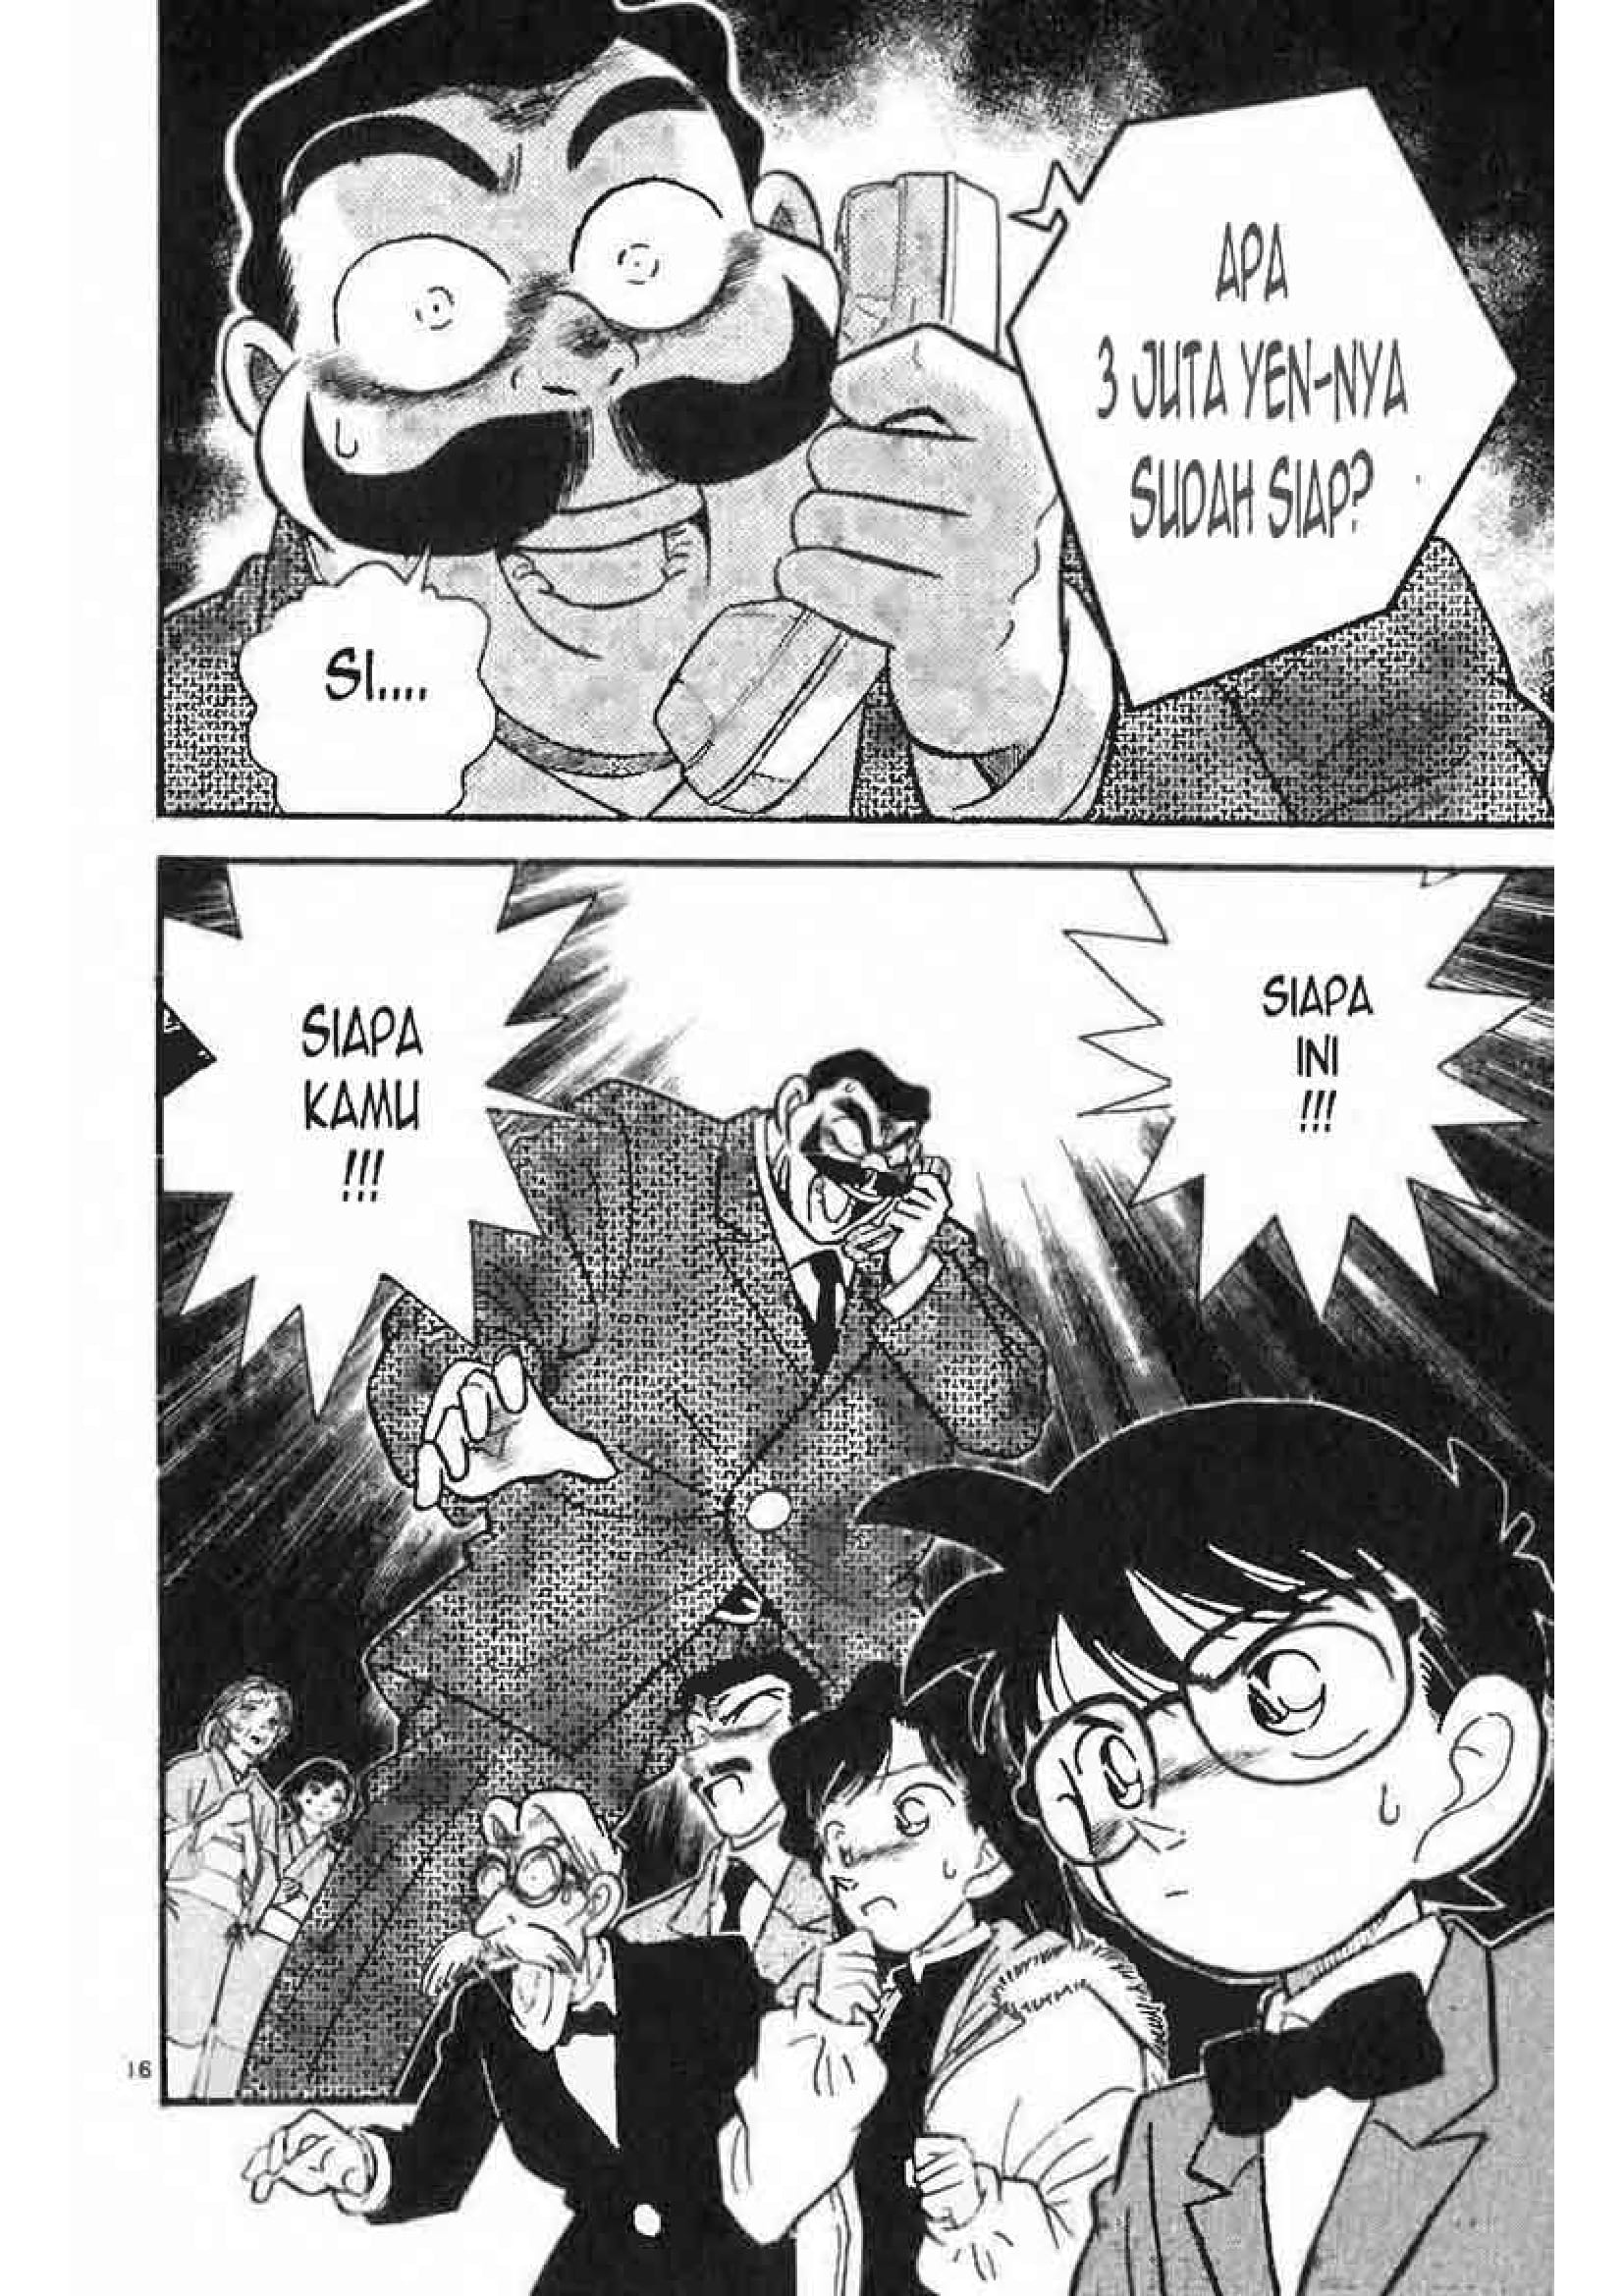 APA
3 JUTA YEN-NYA
SUDAH SIAP?
SI....
SIAPA
INI
!!!
SIAPA
KAMU
!!!
16